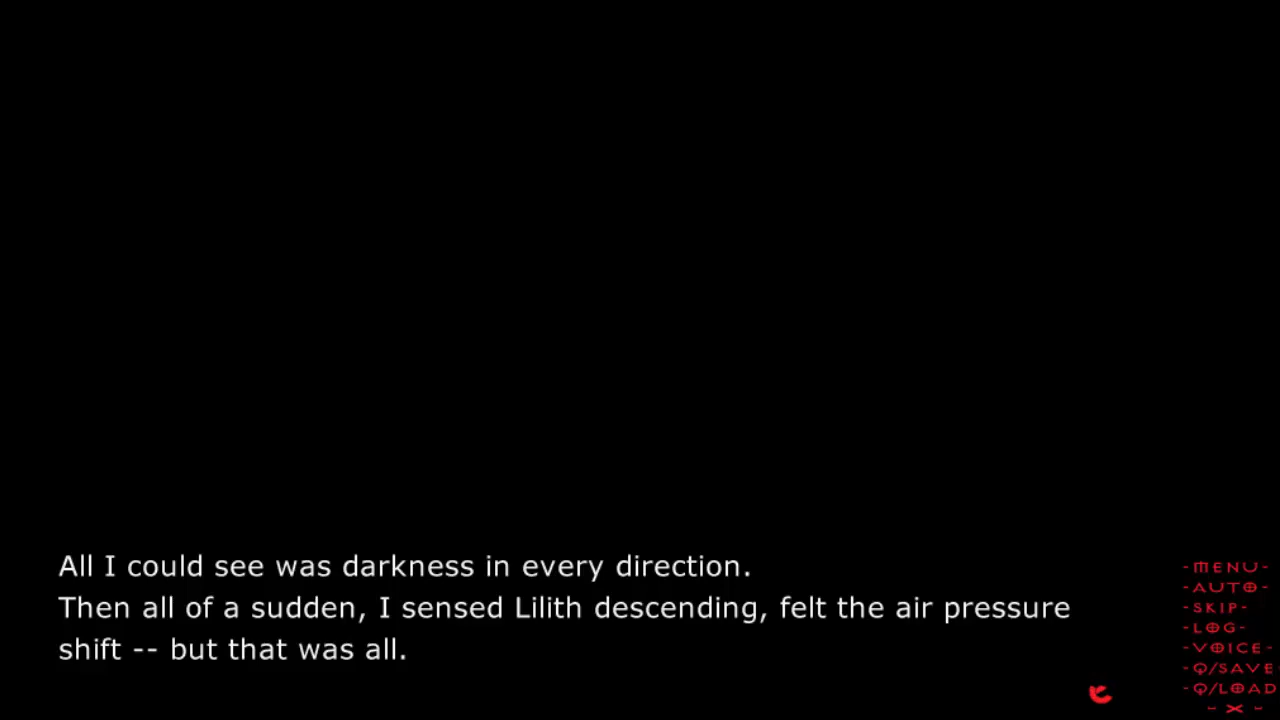 All I could see was darkness in every direction.
Then all of a sudden, I sensed Lilith descending, felt the air pressure
shift -- but that was all.
-MENU-
-AUTO-
-SKIP-
-LOG-
-VOICE-
-Q/SAVE
-Q/LOAD
- X -